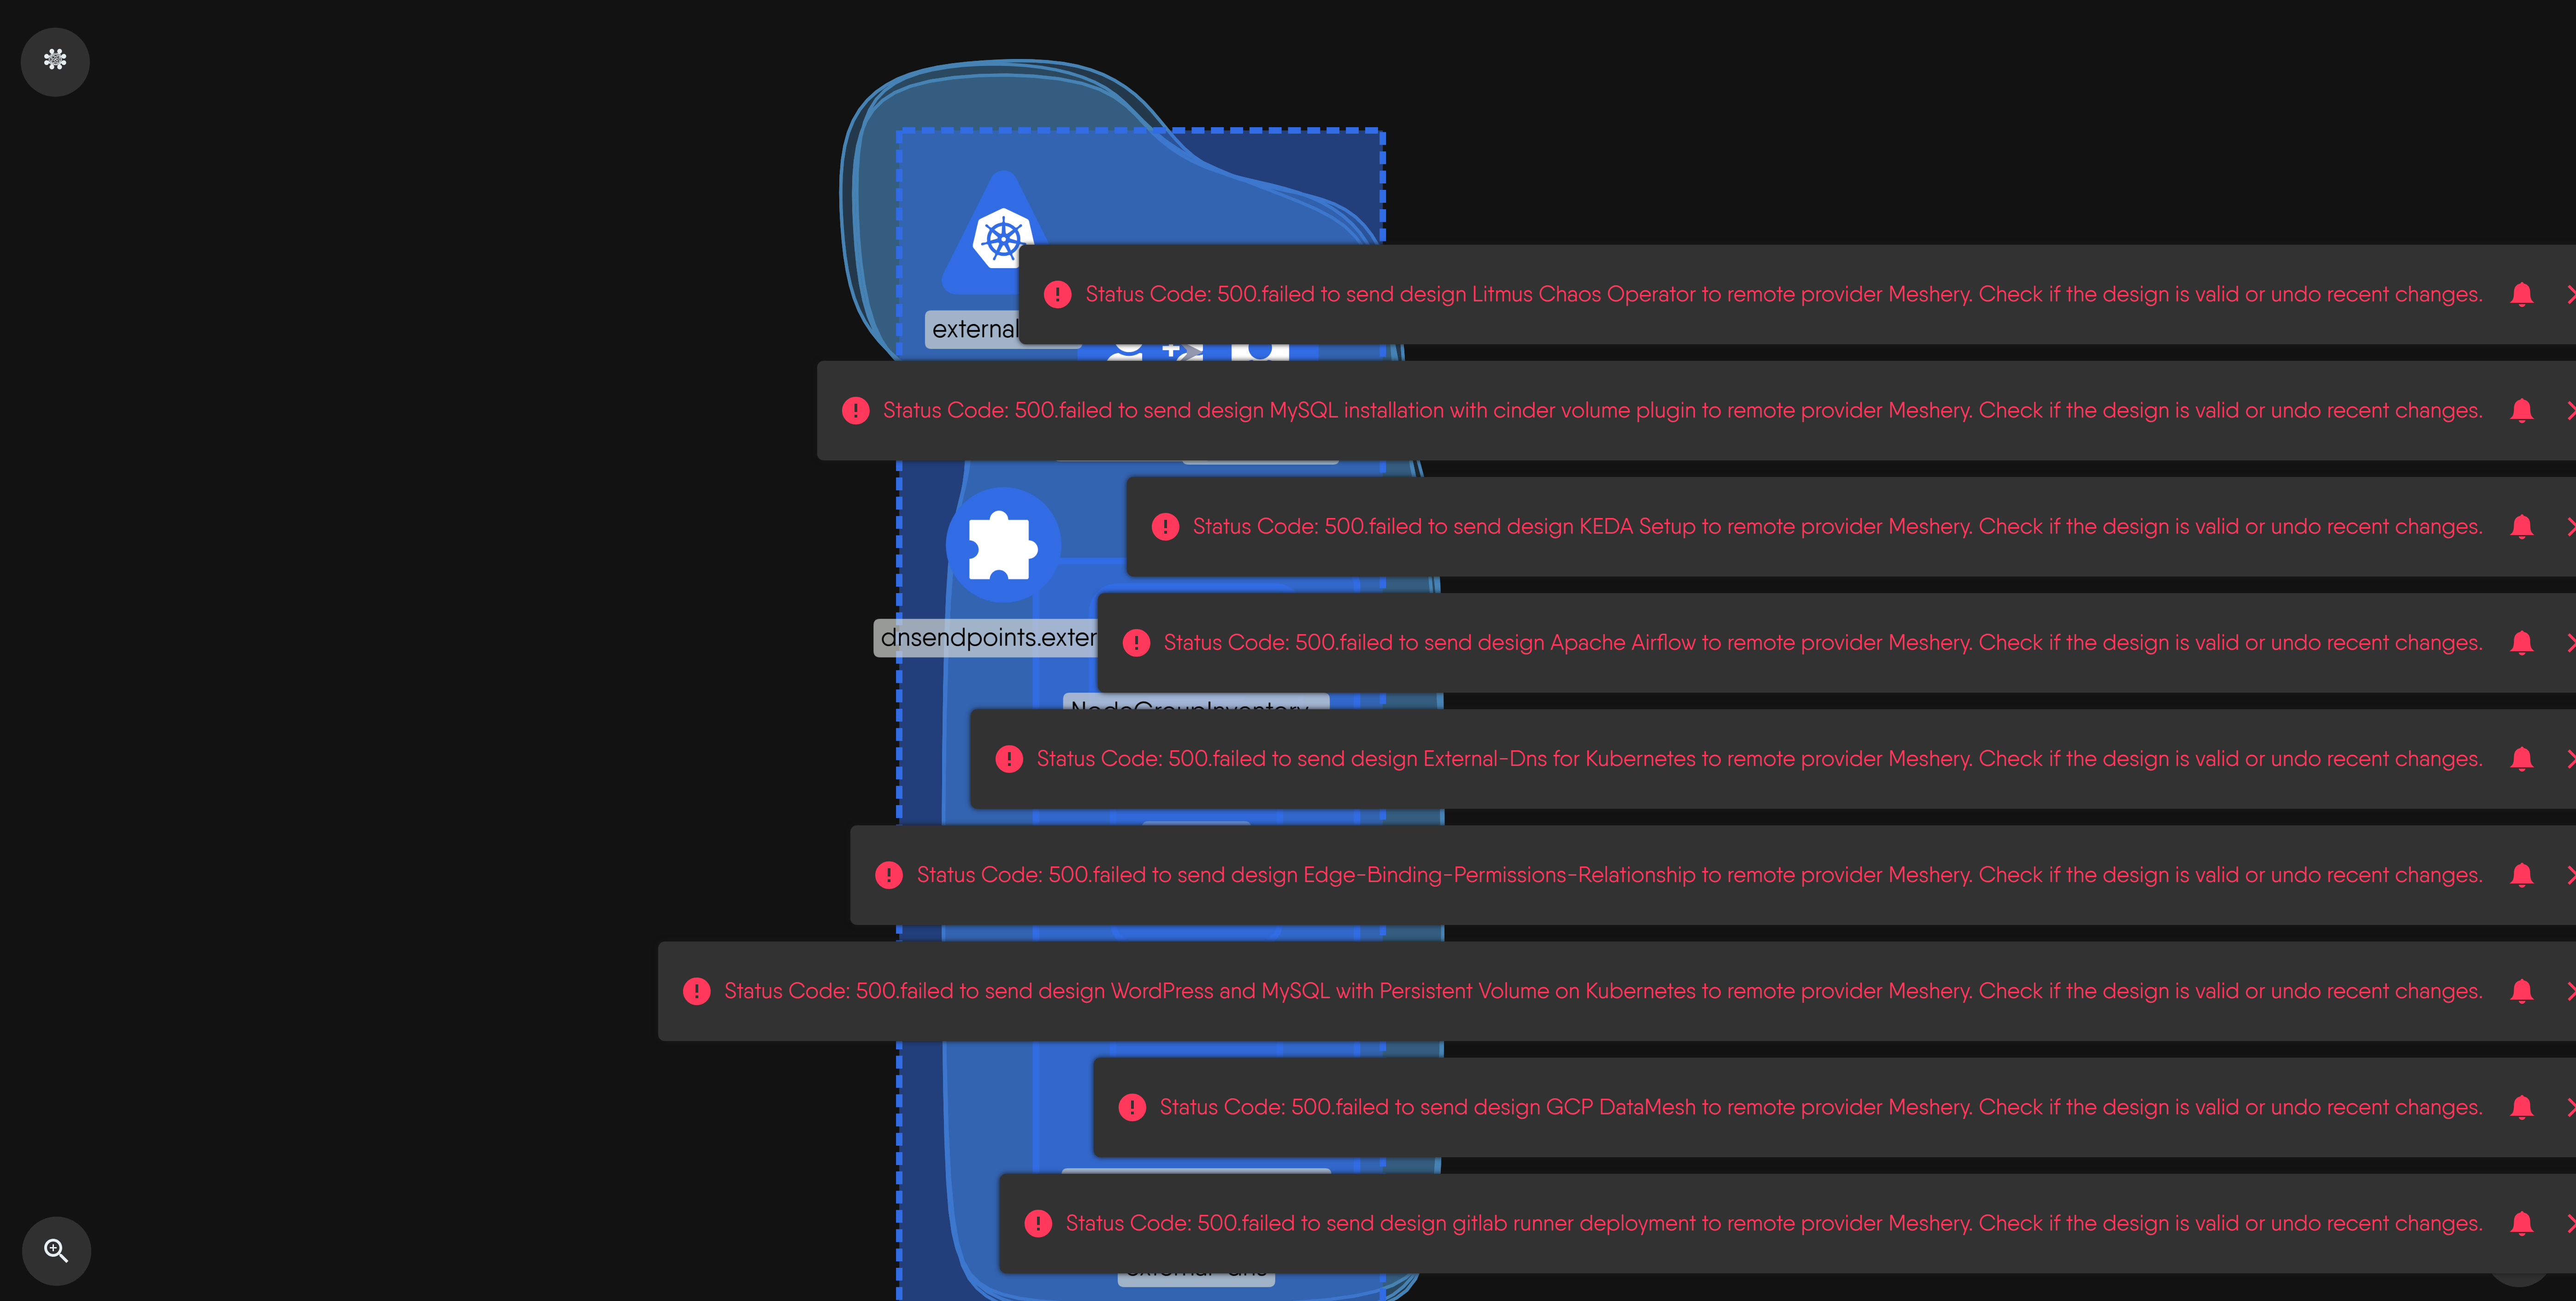 Status Code: 500.failed to send design Litmus Chaos Operator to remote provider Meshery. Check if the design is valid or undo recent changes.
external
Status Code: 500.failed to send design MySQL installation with cinder volume plugin to remote provider Meshery. Check if the design is valid or undo recent changes.
Status Code: 500.failed to send design KEDA Setup to remote provider Meshery. Check if the design is valid or undo recent changes.
dnsendpoints.exter
Status Code: 500.failed to send design Apache Airflow to remote provider Meshery. Check if the design is valid or undo recent changes.
NodeGroupInventory
Status Code: 500.failed to send design External-Dns for Kubernetes to remote provider Meshery. Check if the design is valid or undo recent changes.
Status Code: 500.failed to send design Edge-Binding-Permissions-Relationship to remote provider Meshery. Check if the design is valid or undo recent changes.
Status Code: 500.failed to send design WordPress and MySQL with Persistent Volume on Kubernetes to remote provider Meshery. Check if the design is valid or undo recent changes.
Status Code: 500.failed to send design GCP DataMesh to remote provider Meshery. Check if the design is valid or undo recent changes.
Status Code: 500.failed to send design gitlab runner deployment to remote provider Meshery. Check if the design is valid or undo recent changes.
external-dns